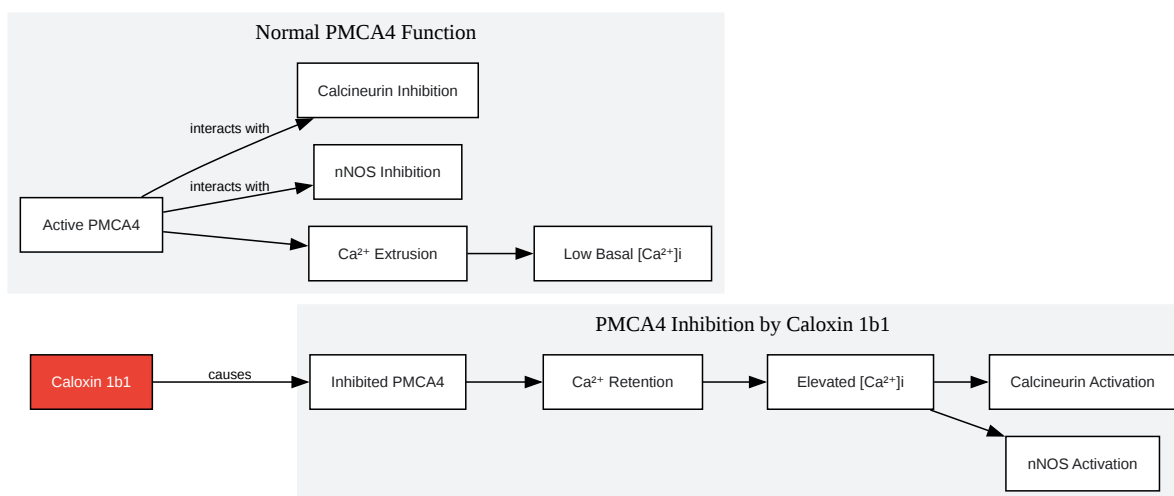 Normal PMCA4 Function
Calcineurin Inhibition
interacts with
nNOS Inhibition
interacts with
Active PMCA4
Ca²⁺ Extrusion
Low Basal [Ca²⁺]i
PMCA4 Inhibition by Caloxin 1b1
Caloxin 1b1
causes
Inhibited PMCA4
Ca²⁺ Retention
Elevated [Ca²⁺]i
Calcineurin Activation
nNOS Activation